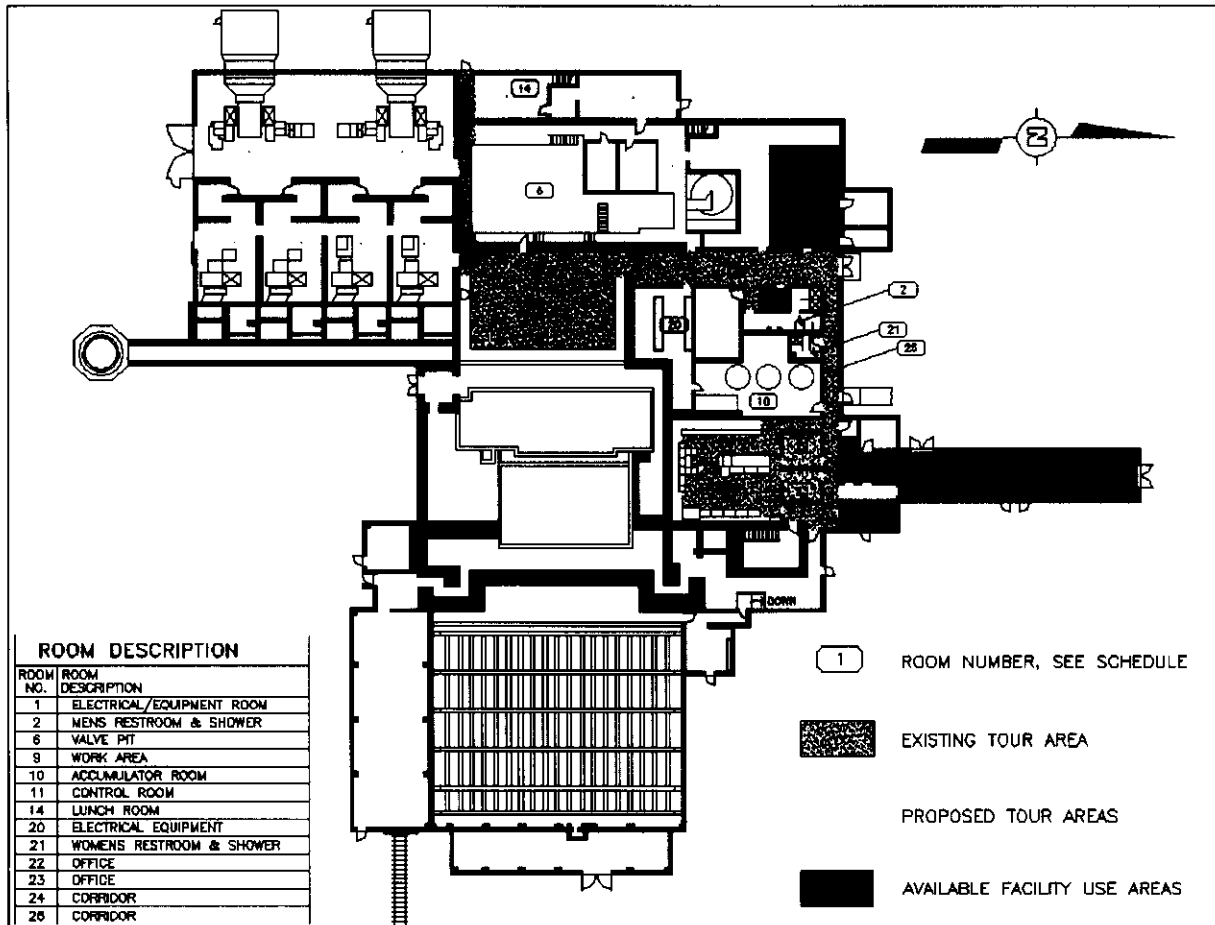 14
6
2
20
21
26
10
DOWN
ROOM DESCRIPTION
ROOM NO. ROOM DESCRIPTION
1 ELECTRICAL/EQUIPMENT ROOM
2 MENS RESTROOM & SHOWER
6 VALVE PIT
9 WORK AREA
10 ACCUMULATOR ROOM
11 CONTROL ROOM
14 LUNCH ROOM
20 ELECTRICAL EQUIPMENT
21 WOMENS RESTROOM & SHOWER
22 OFFICE
23 OFFICE
24 CORRIDOR
26 CORRIDOR
1 ROOM NUMBER, SEE SCHEDULE
EXISTING TOUR AREA
PROPOSED TOUR AREAS
AVAILABLE FACILITY USE AREAS